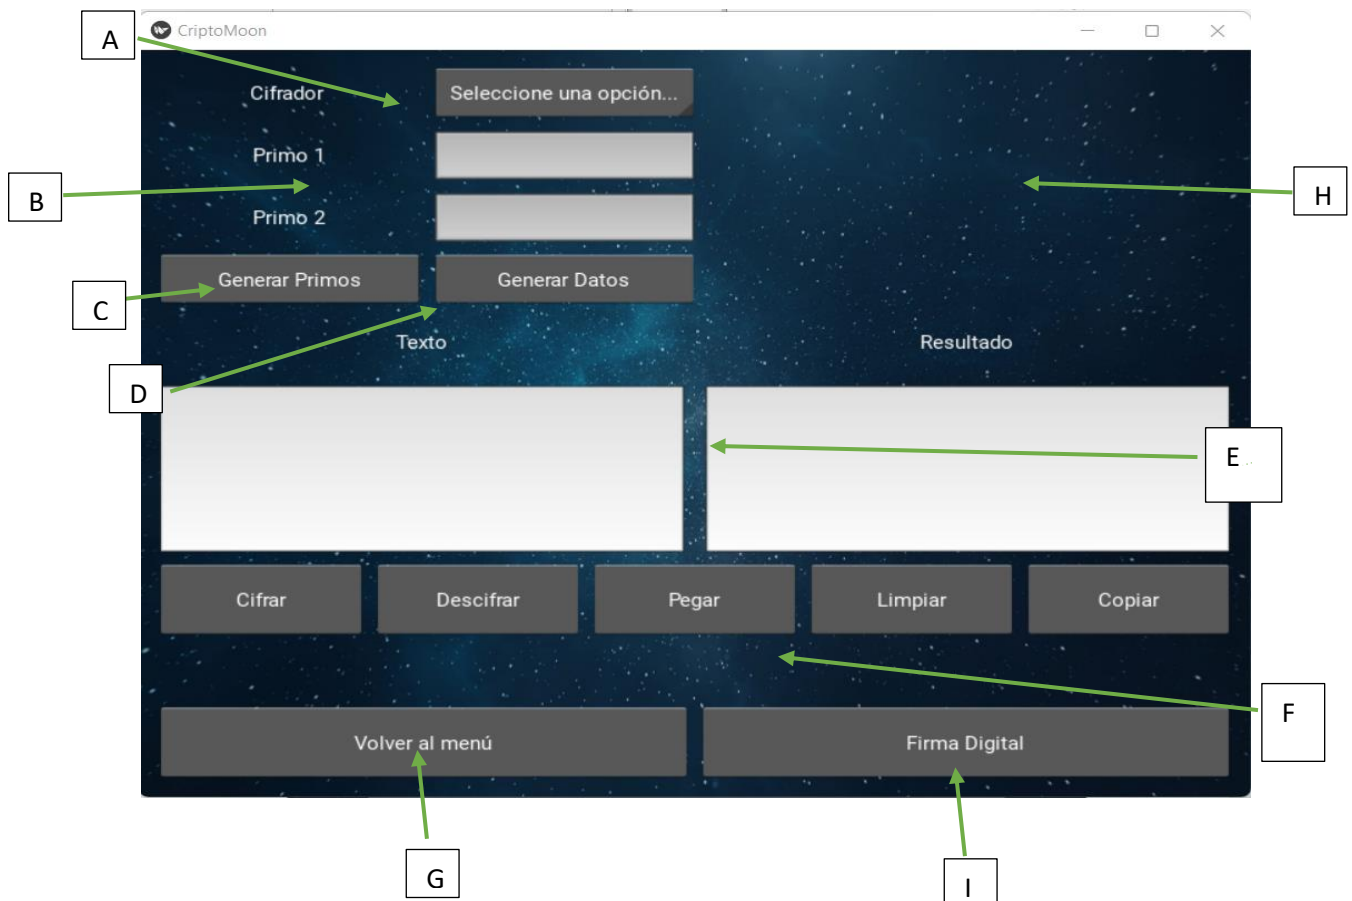 CriptoMoon
A
Cifrador
Seleccione una opción...
Primo 1
B
H
Primo 2
Generar Primos
Generar Datos
C
Texto
Resultado
D
E
Cifrar
Descifrar
Pegar
Limpiar
Copiar
F
Volver al menú
Firma Digital
G
I